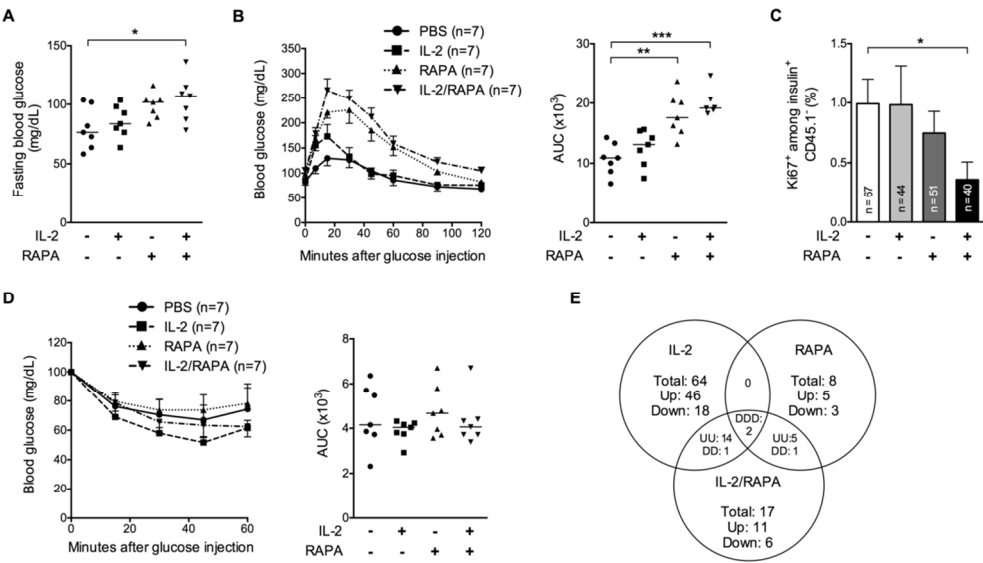 A
*
Fasting blood glucose
(mg/dL)
150
100
50
0
IL-2
- + - +
RAPA
- - + +
B
PBS (n=7)
IL-2 (n=7)
RAPA (n=7)
IL-2/RAPA (n=7)
Blood glucose (mg/dL)
350
300
250
200
150
100
50
0
0 20 40 60 80 100 120
Minutes after glucose injection
***
**
AUC (x10³)
30
20
10
0
IL-2
- + - +
RAPA
- - + +
C
*
Ki67⁺ among insulin⁺
CD45.1⁻ (%)
1.5
1.0
0.5
0.0
n = 67
n = 44
n = 51
n = 40
IL-2
- + - +
RAPA
- - + +
D
PBS (n=7)
IL-2 (n=7)
RAPA (n=7)
IL-2/RAPA (n=7)
Blood glucose (mg/dL)
120
100
80
60
40
20
0
0 20 40 60
Minutes after glucose injection
AUC (x10³)
8
6
4
2
0
IL-2
- + - +
RAPA
- - + +
E
IL-2
Total: 64
Up: 46
Down: 18
0
RAPA
Total: 8
Up: 5
Down: 3
DDD:
2
UU: 14
DD: 1
UU:5
DD: 1
IL-2/RAPA
Total: 17
Up: 11
Down: 6